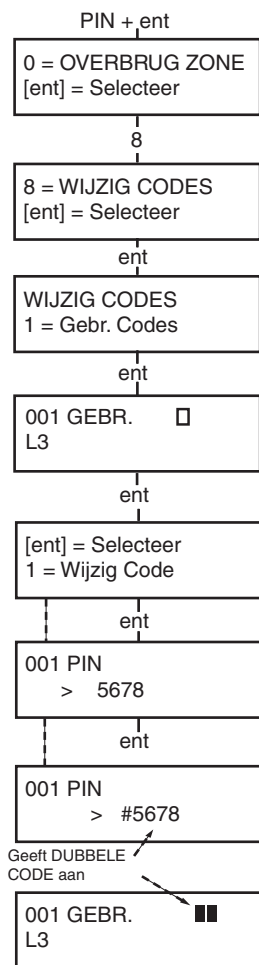 PIN + ent
0 = OVERBRUG ZONE
[ent] = Selecteer
8
8 = WIJZIG CODES
[ent] = Selecteer
ent
WIJZIG CODES
1 = Gebr. Codes
ent
001 GEBR.
L3
ent
[ent] = Selecteer
1 = Wijzig Code
ent
001 PIN
> 5678
ent
001 PIN
> #5678
Geeft DUBBELE
CODE aan
001 GEBR.
L3